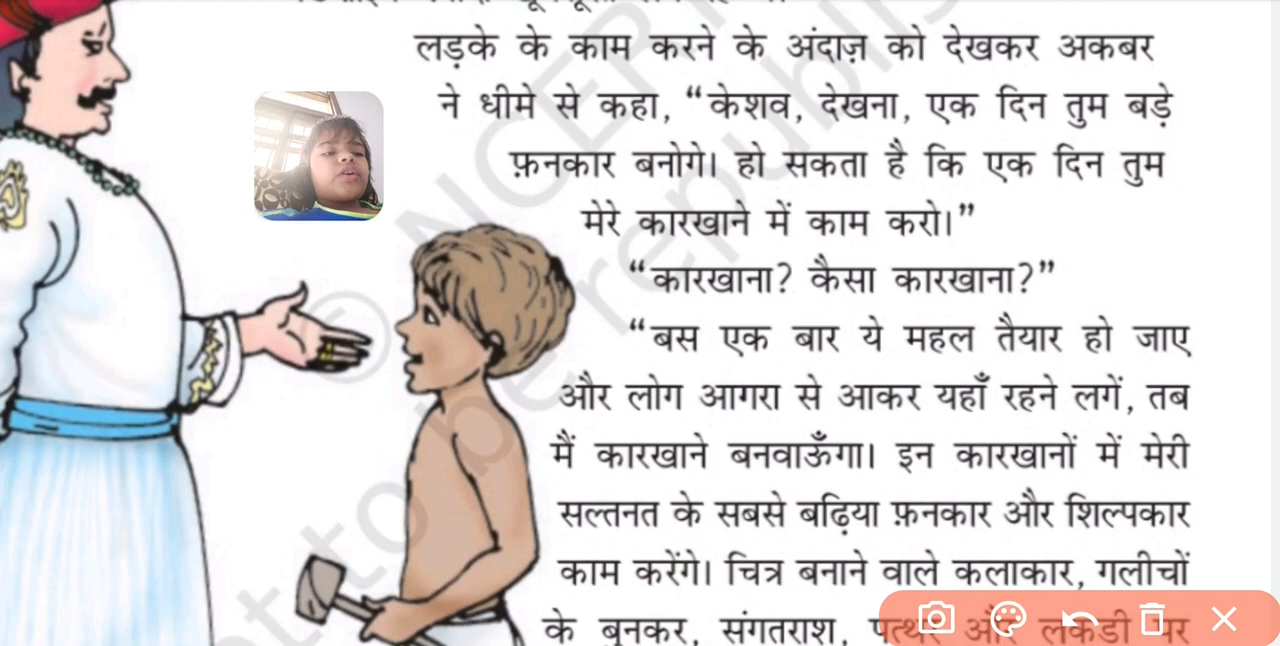 लड़के के काम करने के अंदाज़ को देखकर अकबर
ने धीमे से कहा, “केशव, देखना, एक दिन तुम बड़े
फ़नकार बनोगे। हो सकता है कि एक दिन तुम
मेरे कारखाने में काम करो।”
“कारखाना? कैसा कारखाना?”
“बस एक बार ये महल तैयार हो जाए
और लोग आगरा से आकर यहाँ रहने लगें, तब
मैं कारखाने बनवाऊँगा। इन कारखानों में मेरी
सल्तनत के सबसे बढ़िया फ़नकार और शिल्पकार
काम करेंगे। चित्र बनाने वाले कलाकार, गलीचों
के बुनकर, संगतराश, पत्थर और लकड़ी पर